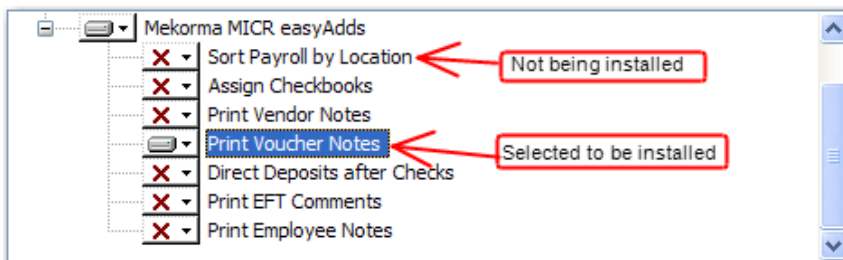 Mekorma MICR easyAdds
Sort Payroll by Location
Not being installed
Assign Checkbooks
Print Vendor Notes
Print Voucher Notes
Selected to be installed
Direct Deposits after Checks
Print EFT Comments
Print Employee Notes